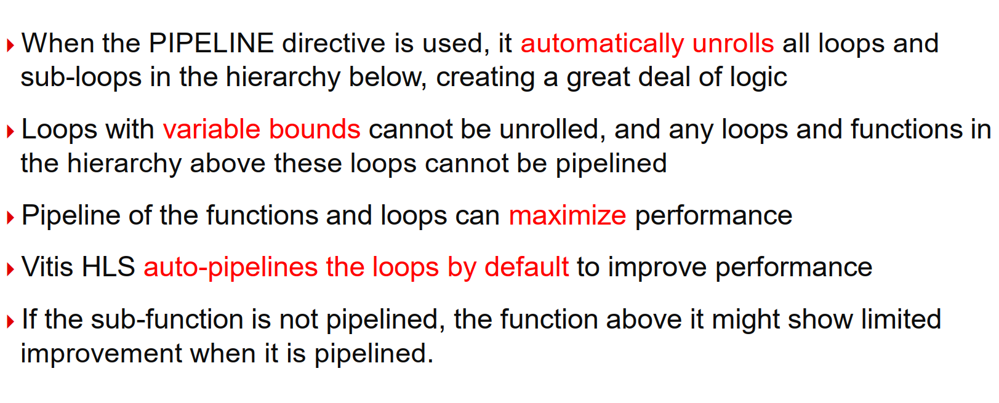 When the PIPELINE directive is used, it automatically unrolls all loops and
sub-loops in the hierarchy below, creating a great deal of logic
Loops with variable bounds cannot be unrolled, and any loops and functions in
the hierarchy above these loops cannot be pipelined
Pipeline of the functions and loops can maximize performance
Vitis HLS auto-pipelines the loops by default to improve performance
If the sub-function is not pipelined, the function above it might show limited
improvement when it is pipelined.